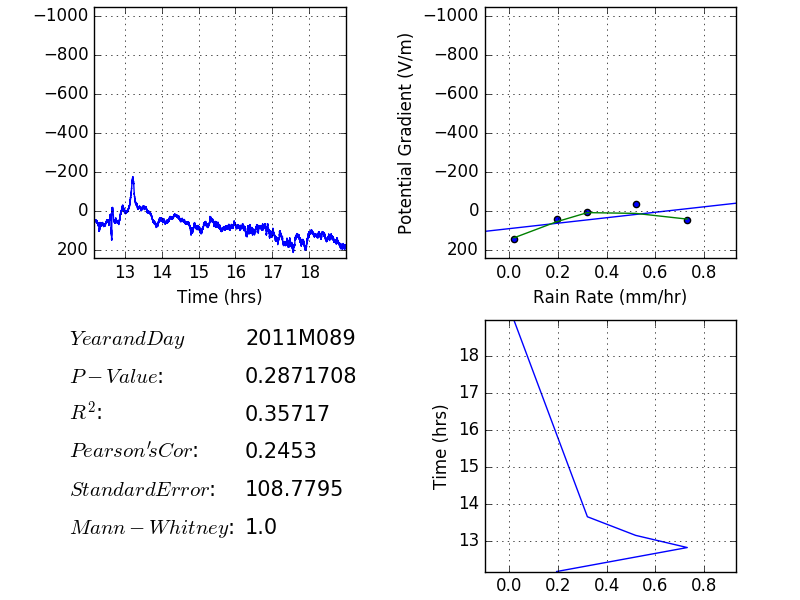 −1000
−800
−600
−400
−200
0
200
13 14 15 16 17 18
Time (hrs)
Potential Gradient (V/m)
−1000
−800
−600
−400
−200
0
200
0.0 0.2 0.4 0.6 0.8
Rain Rate (mm/hr)
YearandDay 2011M089
P−Value: 0.2871708
R²: 0.35717
Pearson'sCor: 0.2453
StandardError: 108.7795
Mann−Whitney: 1.0
Time (hrs)
18
17
16
15
14
13
0.0 0.2 0.4 0.6 0.8